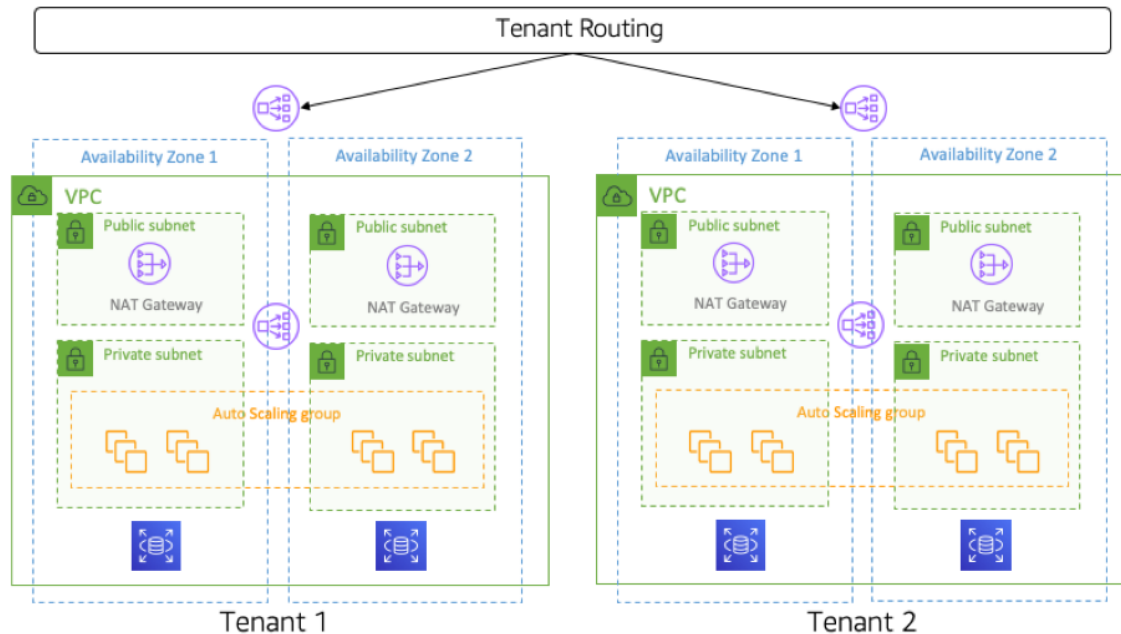 Tenant Routing
Availability Zone 1
Availability Zone 2
VPC
Public subnet
NAT Gateway
Public subnet
NAT Gateway
Private subnet
Private subnet
Auto Scaling group
Tenant 1
Availability Zone 1
Availability Zone 2
VPC
Public subnet
NAT Gateway
Public subnet
NAT Gateway
Private subnet
Private subnet
Auto Scaling group
Tenant 2